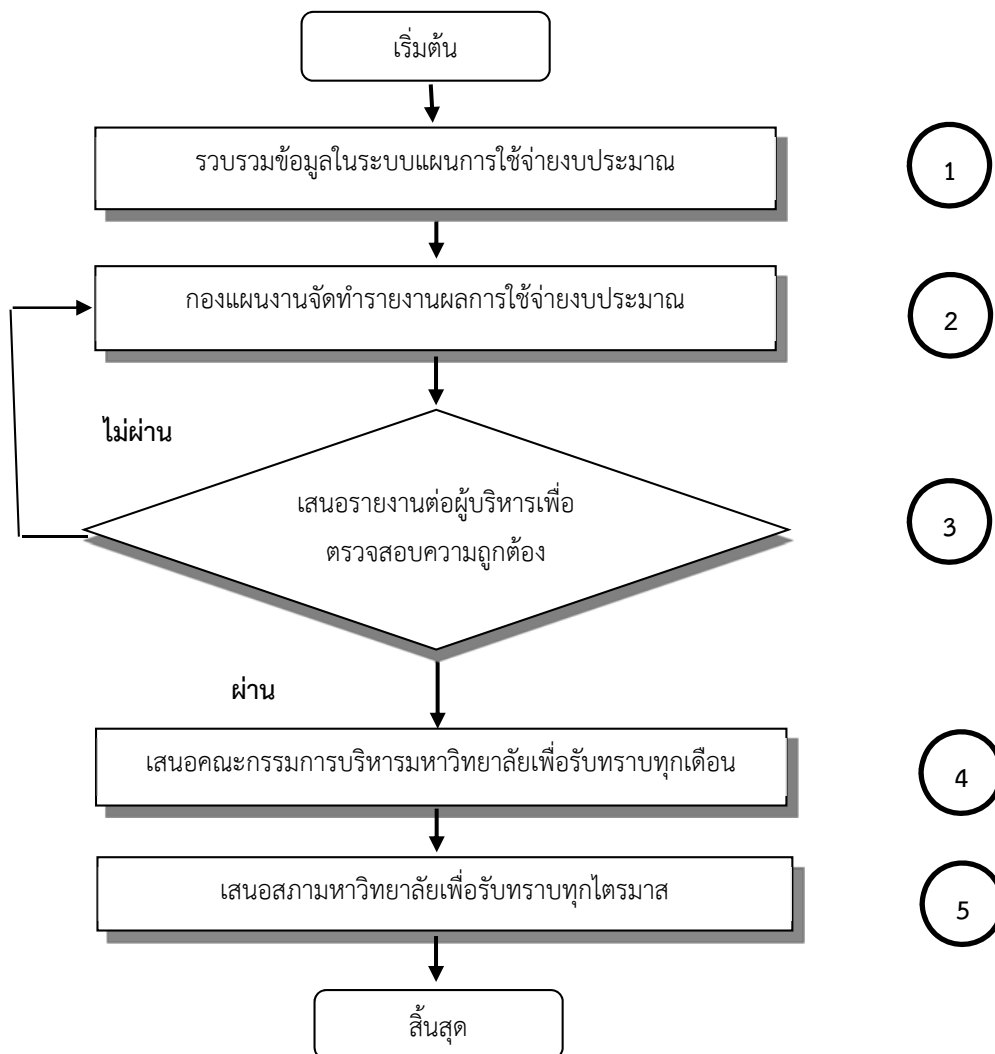 เริ่มต้น
รวบรวมข้อมูลในระบบแผนการใช้จ่ายงบประมาณ
1
กองแผนงานจัดทำรายงานผลการใช้จ่ายงบประมาณ
2
ไม่ผ่าน
เสนอรายงานต่อผู้บริหารเพื่อ
ตรวจสอบความถูกต้อง
3
ผ่าน
เสนอคณะกรรมการบริหารมหาวิทยาลัยเพื่อรับทราบทุกเดือน
4
เสนอสภามหาวิทยาลัยเพื่อรับทราบทุกไตรมาส
5
สิ้นสุด